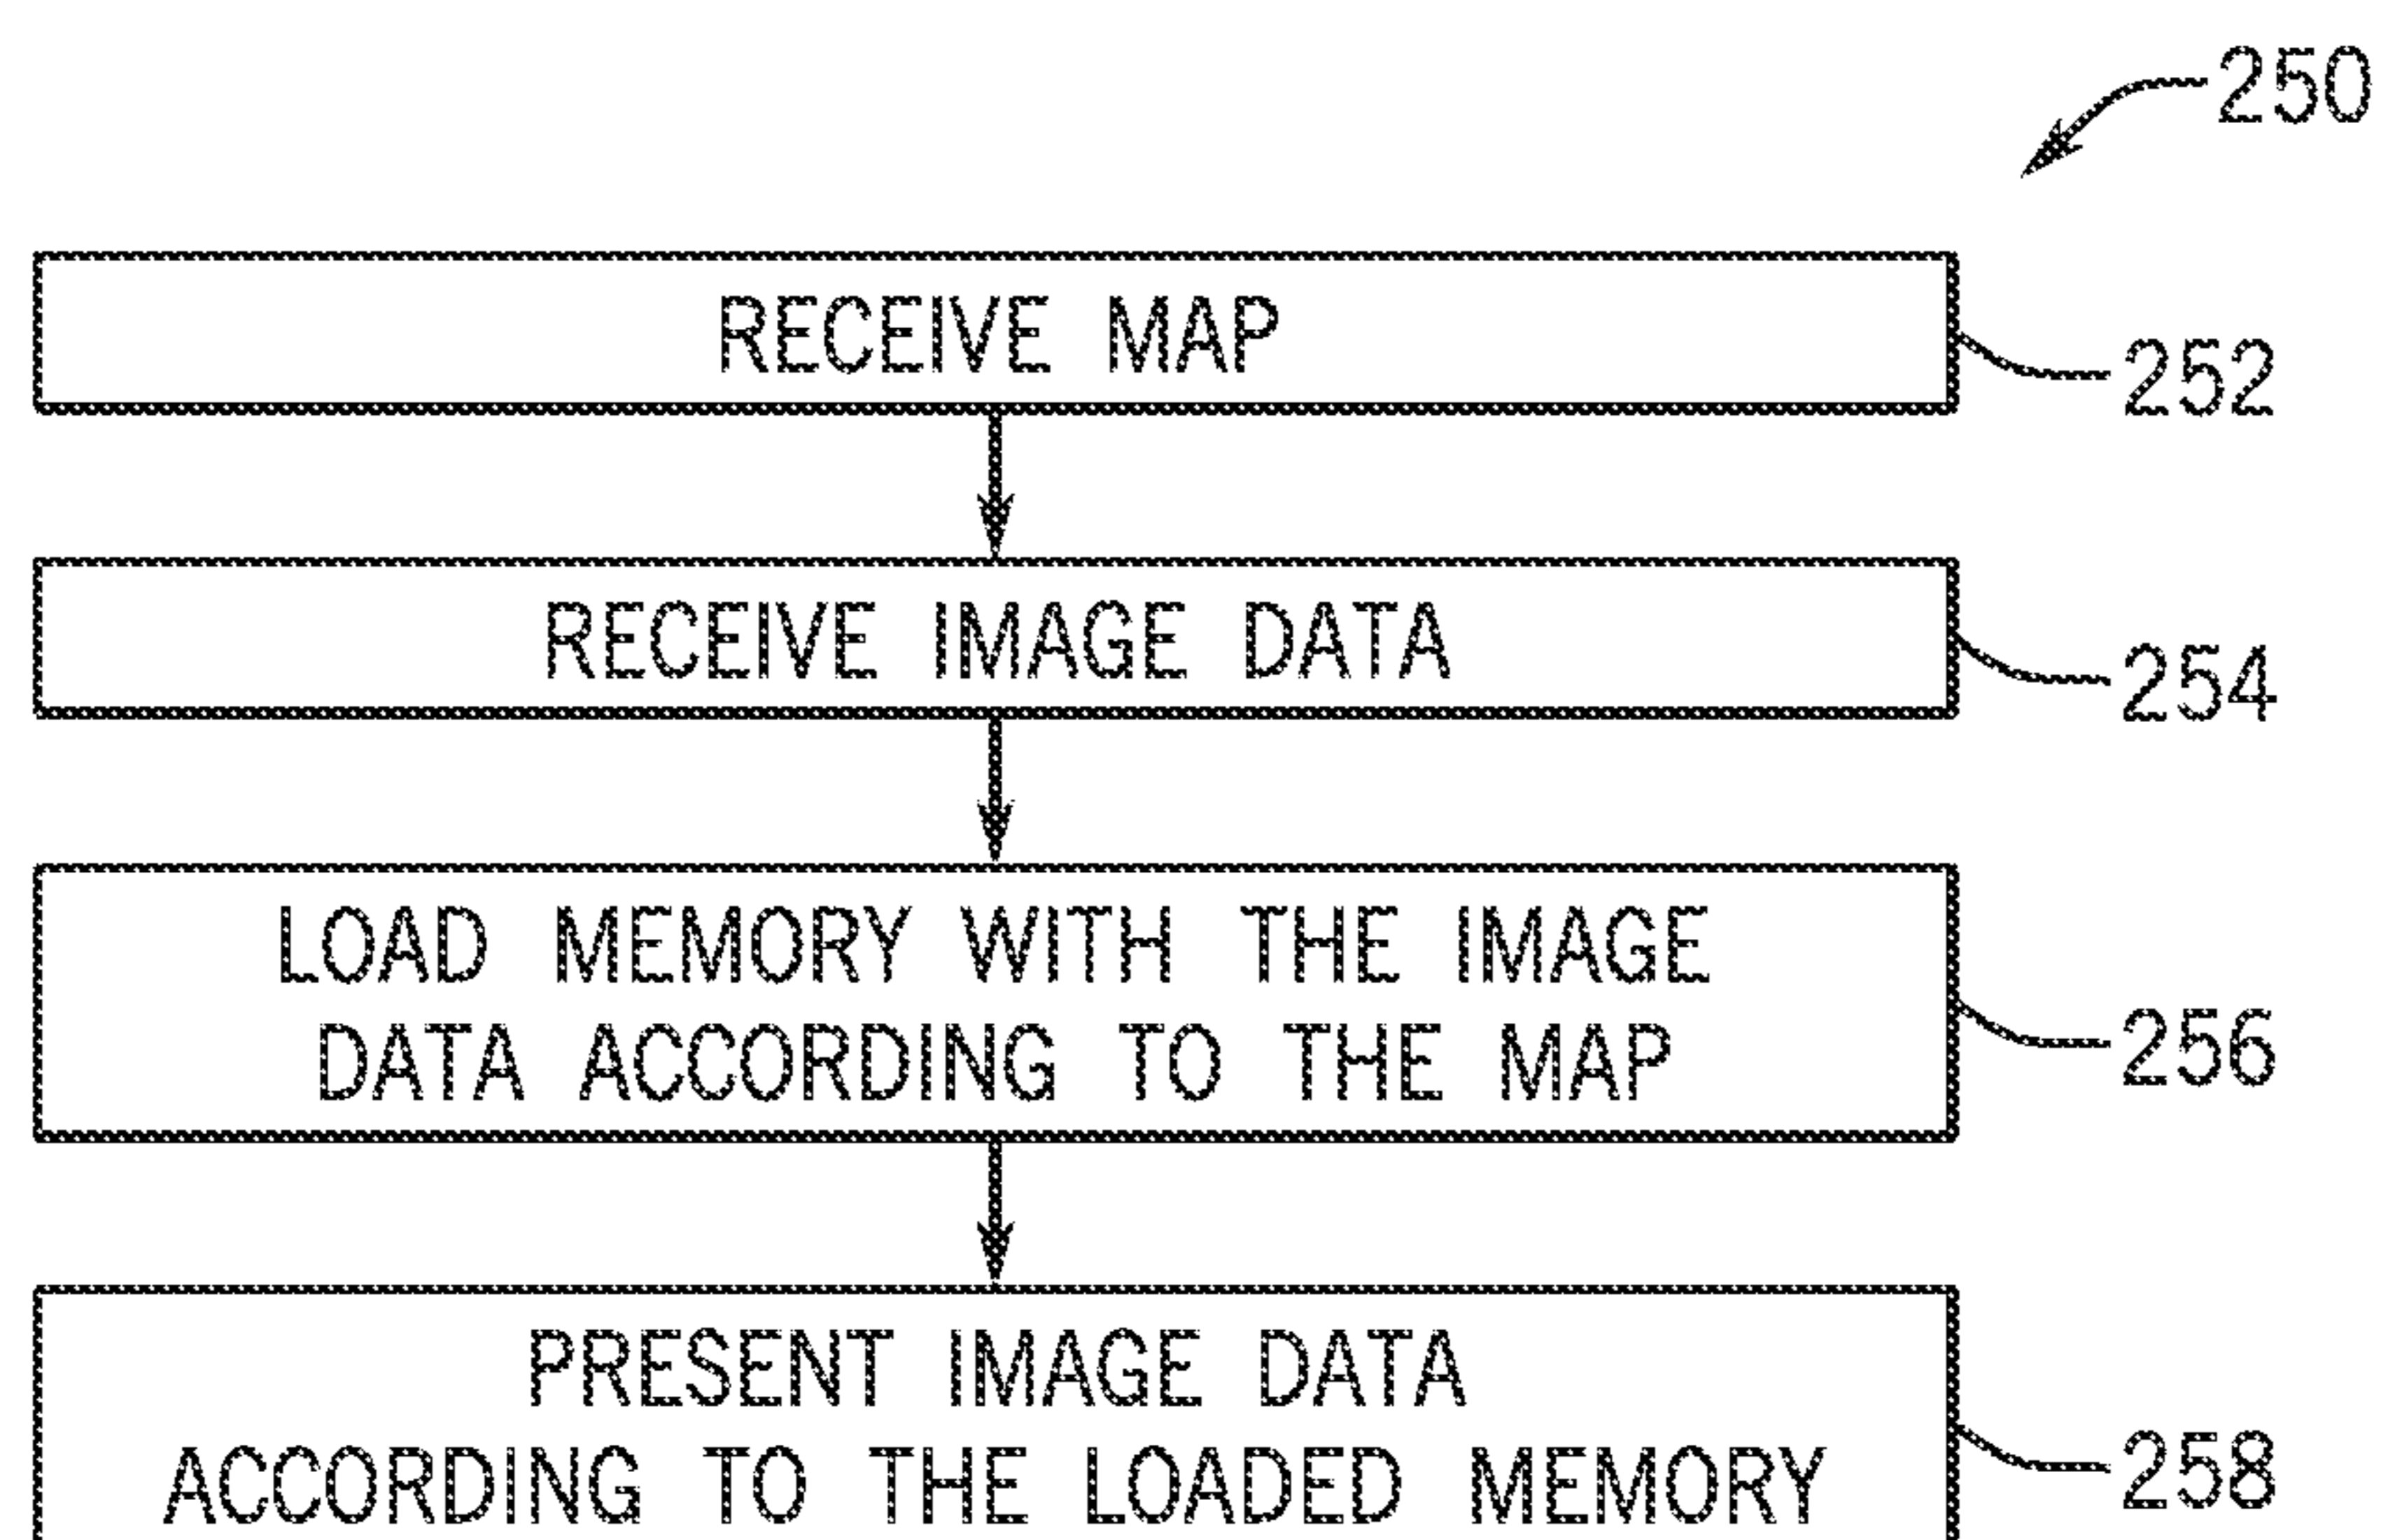 250
RECEIVE MAP
252
RECEIVE IMAGE DATA
254
LOAD MEMORY WITH THE IMAGE
DATA ACCORDING TO THE MAP
256
PRESENT IMAGE DATA
ACCORDING TO THE LOADED MEMORY
258